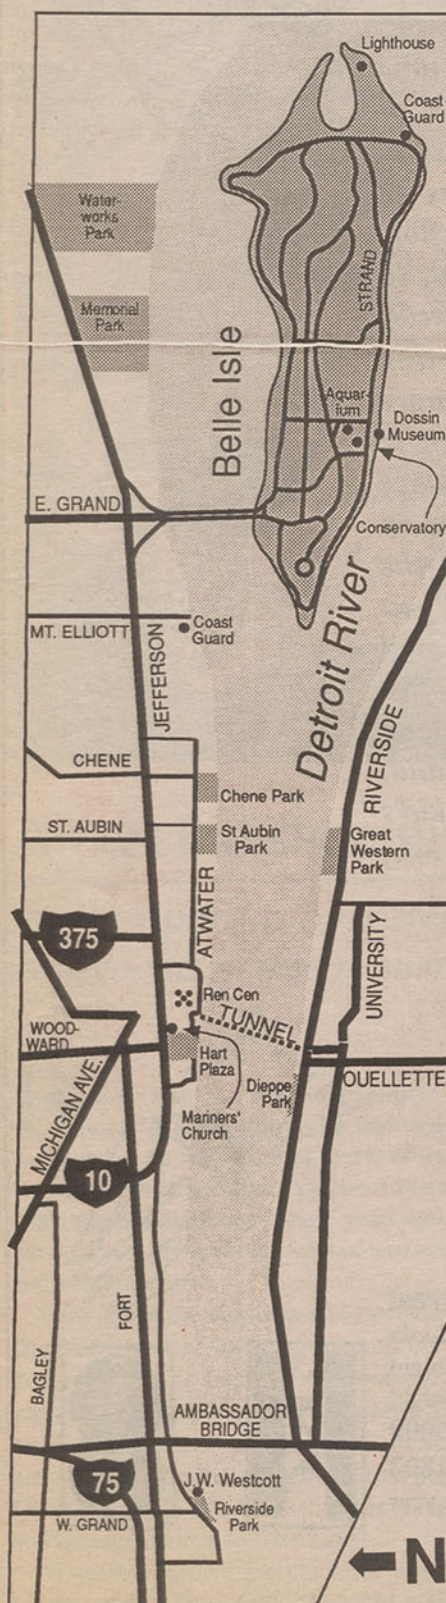 Lighthouse
Coast
Guard
Water-
works
Park
Memorial
Park
STRAND
Belle Isle
Aquar-
ium
Dossin
Museum
E. GRAND
Conservatory
MT. ELLIOTT
Coast
Guard
JEFFERSON
Detroit River
RIVERSIDE
CHENE
Chene Park
ST. AUBIN
St Aubin
Park
Great
Western
Park
ATWATER
375
UNIVERSITY
Ren Cen
TUNNEL
WOOD-
WARD
Hart
Plaza
Dieppe
Park
OUELLETTE
MICHIGAN AVE.
Mariners'
Church
10
FORT
BAGLEY
AMBASSADOR
BRIDGE
75
J.W. Westcott
Riverside
Park
W. GRAND
N